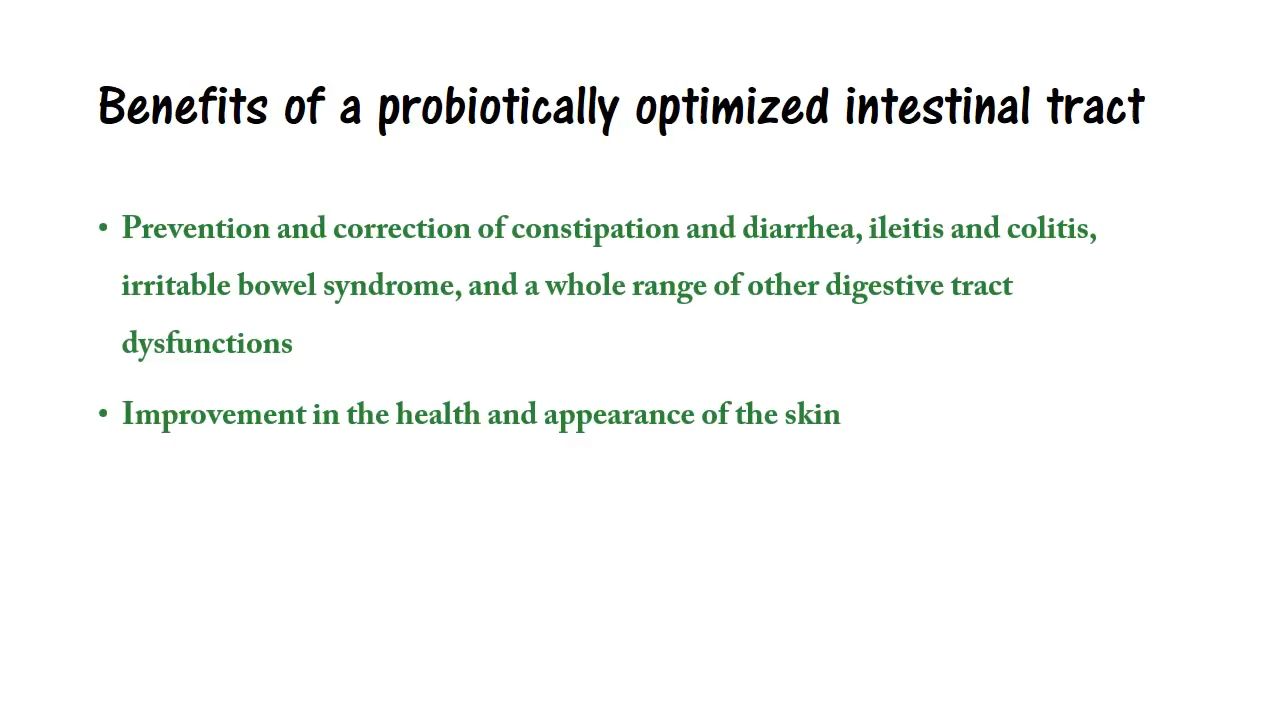 Benefits of a probiotically optimized intestinal tract
• Prevention and correction of constipation and diarrhea, ileitis and colitis,
irritable bowel syndrome, and a whole range of other digestive tract
dysfunctions
• Improvement in the health and appearance of the skin